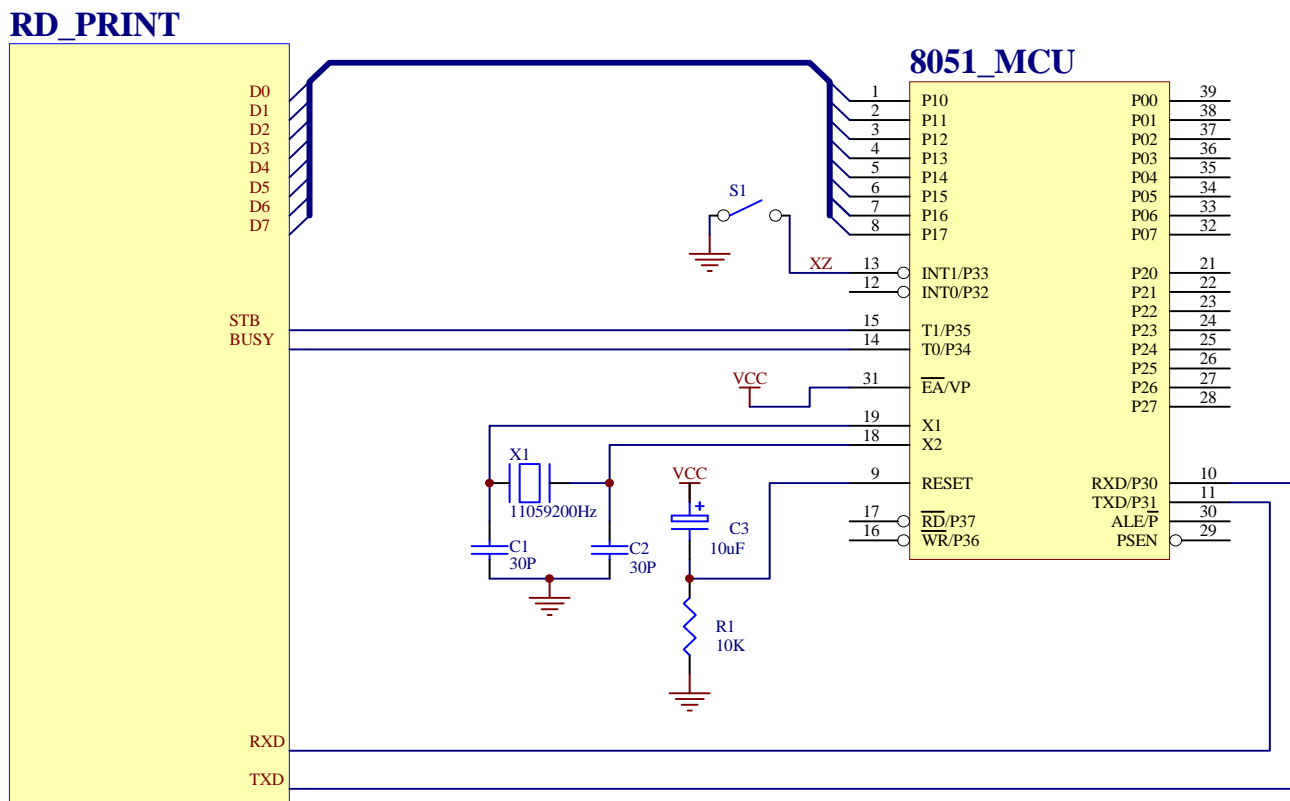 RD_PRINT
D0
D1
D2
D3
D4
D5
D6
D7
STB
BUSY
RXD
TXD
S1
XZ
VCC
X1
11059200Hz
C1
30P
C2
30P
VCC
+
C3
10uF
R1
10K
8051_MCU
1 P10 P00 39
2 P11 P01 38
3 P12 P02 37
4 P13 P03 36
5 P14 P04 35
6 P15 P05 34
7 P16 P06 33
8 P17 P07 32
13 INT1/P33 P20 21
12 INT0/P32 P21 22
P22 23
15 T1/P35 P23 24
14 T0/P34 P24 25
P25 26
31 EA/VP P26 27
P27 28
19 X1
18 X2
9 RESET RXD/P30 10
TXD/P31 11
17 RD/P37 ALE/P 30
16 WR/P36 PSEN 29